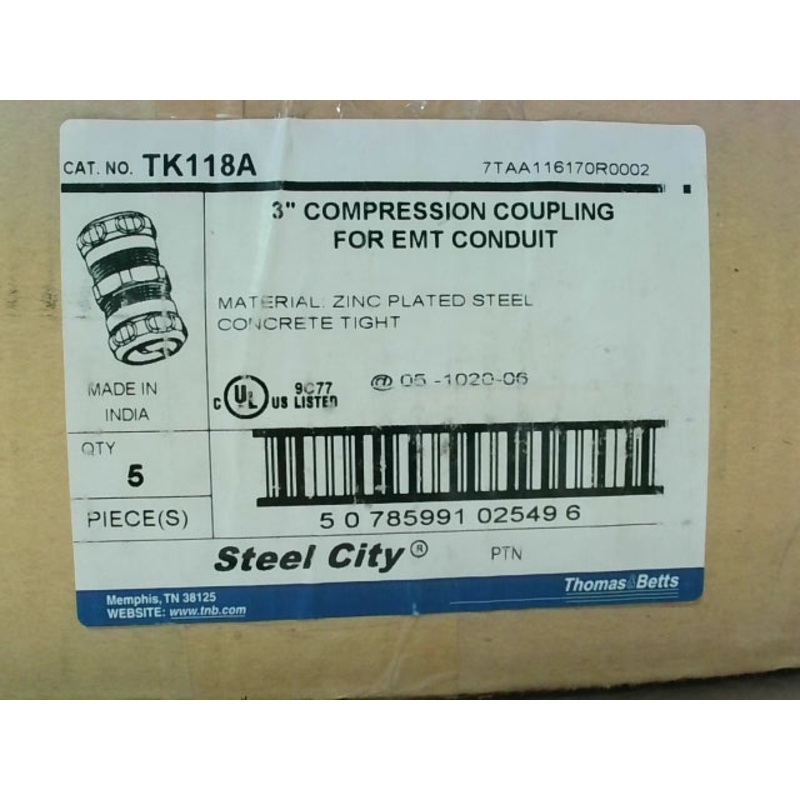 CAT. NO. TK118A 7TAA116170R0002
3" COMPRESSION COUPLING
FOR EMT CONDUIT
MATERIAL: ZINC PLATED STEEL
CONCRETE TIGHT
MADE IN
INDIA
C UL US LISTED 9C77
@ 05 -1020-06
QTY
5
PIECE(S)
5 0 785991 02549 6
Steel City® PTN
Thomas&Betts
Memphis, TN 38125
WEBSITE: www.tnb.com